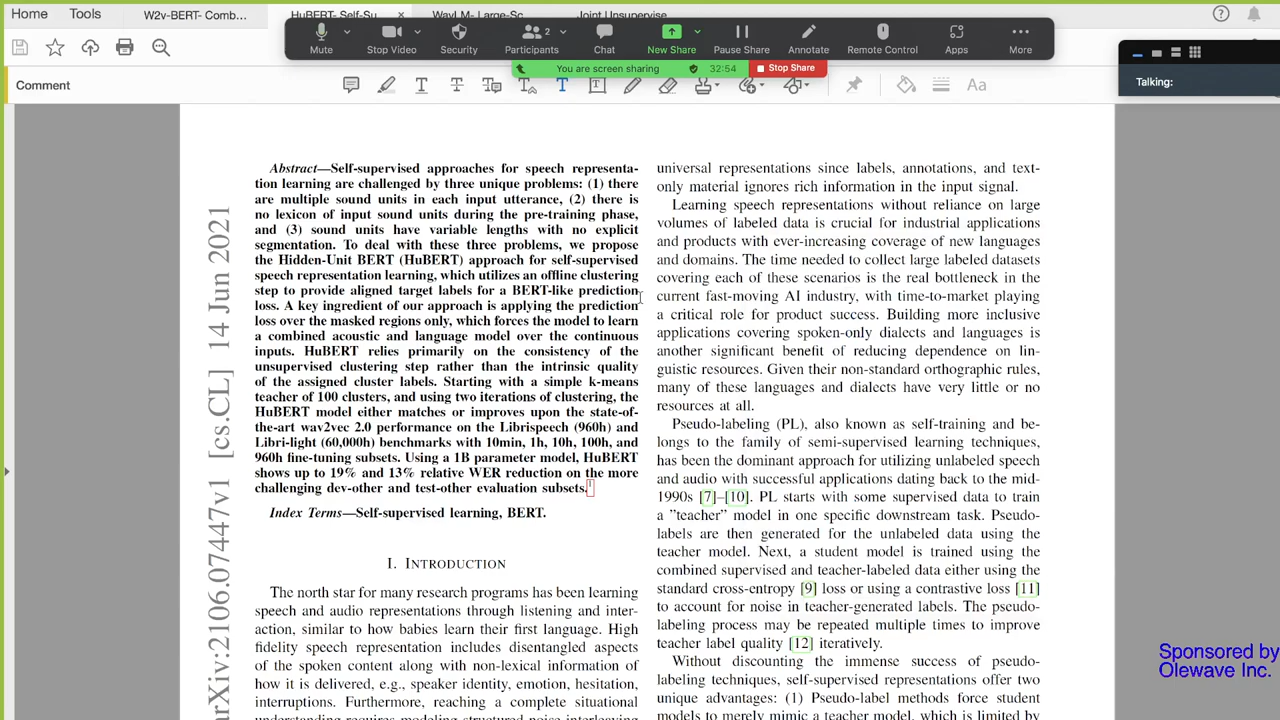 Home
Tools
W2v-BERT- Comb...
HuBERT- Self-Su
×
WavLM- Large-Sc
Joint Unsupervise
Mute
Stop Video
Security
Participants
2
Chat
New Share
Pause Share
Annotate
Remote Control
Apps
More
You are screen sharing
32:54
Stop Share
Talking:
Comment
Aa
arXiv:2106.07447v1 [cs.CL] 14 Jun 2021
Abstract—Self-supervised approaches for speech representa-
tion learning are challenged by three unique problems: (1) there
are multiple sound units in each input utterance, (2) there is
no lexicon of input sound units during the pre-training phase,
and (3) sound units have variable lengths with no explicit
segmentation. To deal with these three problems, we propose
the Hidden-Unit BERT (HuBERT) approach for self-supervised
speech representation learning, which utilizes an offline clustering
step to provide aligned target labels for a BERT-like prediction
loss. A key ingredient of our approach is applying the prediction
loss over the masked regions only, which forces the model to learn
a combined acoustic and language model over the continuous
inputs. HuBERT relies primarily on the consistency of the
unsupervised clustering step rather than the intrinsic quality
of the assigned cluster labels. Starting with a simple k-means
teacher of 100 clusters, and using two iterations of clustering, the
HuBERT model either matches or improves upon the state-of-
the-art wav2vec 2.0 performance on the Librispeech (960h) and
Libri-light (60,000h) benchmarks with 10min, 1h, 10h, 100h, and
960h fine-tuning subsets. Using a 1B parameter model, HuBERT
shows up to 19% and 13% relative WER reduction on the more
challenging dev-other and test-other evaluation subsets.1
Index Terms—Self-supervised learning, BERT.
I. INTRODUCTION
The north star for many research programs has been learning
speech and audio representations through listening and inter-
action, similar to how babies learn their first language. High
fidelity speech representation includes disentangled aspects
of the spoken content along with non-lexical information of
how it is delivered, e.g., speaker identity, emotion, hesitation,
interruptions. Furthermore, reaching a complete situational
understanding requires modeling structured noise interleaving
universal representations since labels, annotations, and text-
only material ignores rich information in the input signal.
Learning speech representations without reliance on large
volumes of labeled data is crucial for industrial applications
and products with ever-increasing coverage of new languages
and domains. The time needed to collect large labeled datasets
covering each of these scenarios is the real bottleneck in the
current fast-moving AI industry, with time-to-market playing
a critical role for product success. Building more inclusive
applications covering spoken-only dialects and languages is
another significant benefit of reducing dependence on lin-
guistic resources. Given their non-standard orthographic rules,
many of these languages and dialects have very little or no
resources at all.
Pseudo-labeling (PL), also known as self-training and be-
longs to the family of semi-supervised learning techniques,
has been the dominant approach for utilizing unlabeled speech
and audio with successful applications dating back to the mid-
1990s [7]–[10]. PL starts with some supervised data to train
a "teacher" model in one specific downstream task. Pseudo-
labels are then generated for the unlabeled data using the
teacher model. Next, a student model is trained using the
combined supervised and teacher-labeled data either using the
standard cross-entropy [9] loss or using a contrastive loss [11]
to account for noise in teacher-generated labels. The pseudo-
labeling process may be repeated multiple times to improve
teacher label quality [12] iteratively.
Without discounting the immense success of pseudo-
labeling techniques, self-supervised representations offer two
unique advantages: (1) Pseudo-label methods force student
models to merely mimic a teacher model, which is limited by
Sponsored by
Olewave Inc.